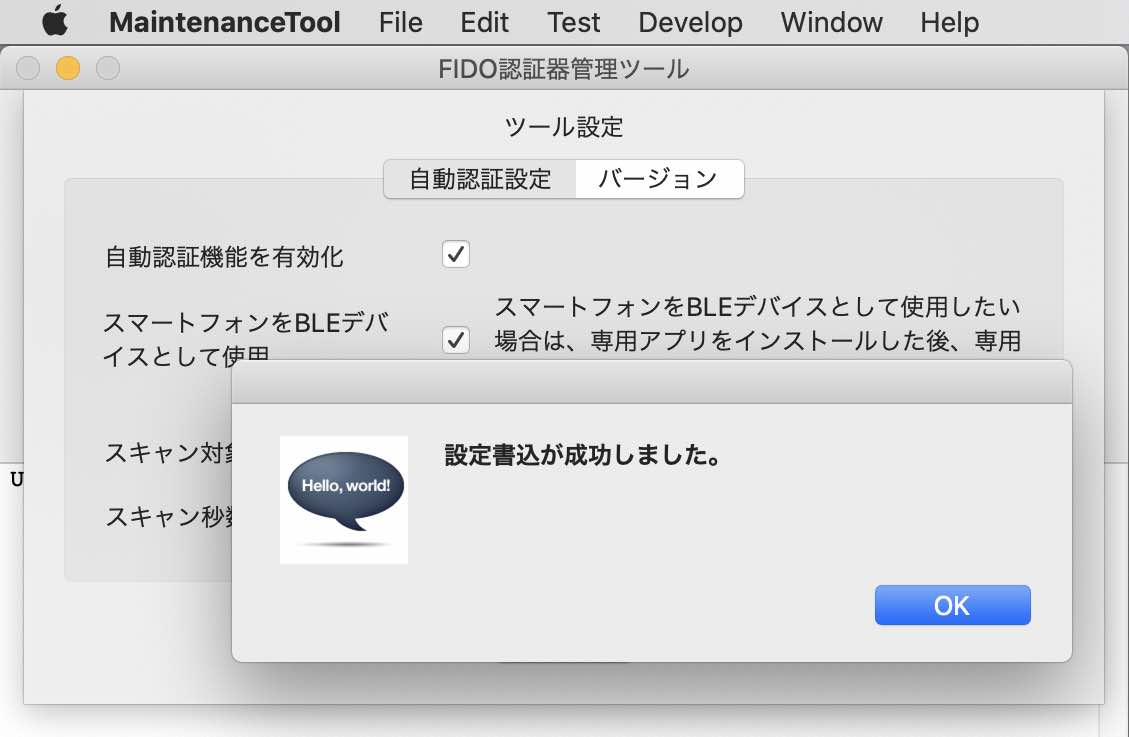 MaintenanceTool File Edit Test Develop Window Help
FIDO認証器管理ツール
ツール設定
自動認証設定 バージョン
自動認証機能を有効化
スマートフォンをBLEデバ
イスとして使用
スマートフォンをBLEデバイスとして使用したい
場合は、専用アプリをインストールした後、専用
スキャン対象
スキャン秒数
U
Hello, world!
設定書込が成功しました。
OK